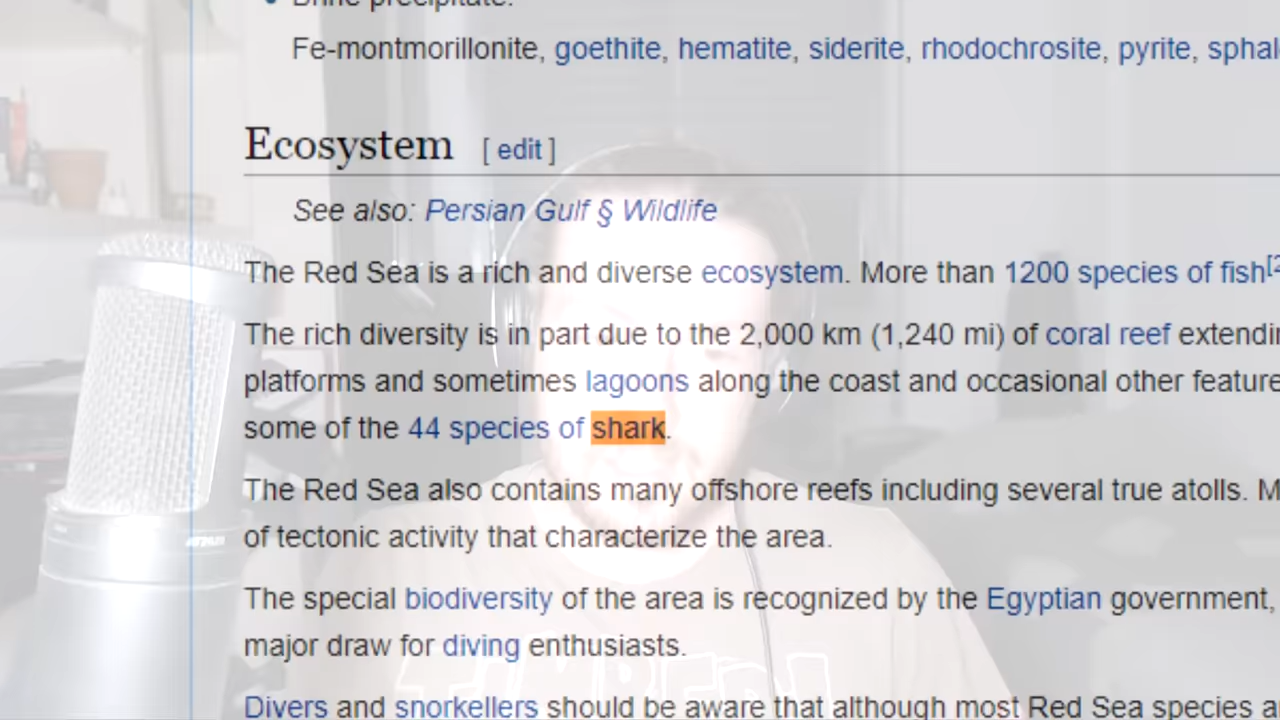 Brine precipitate:
Fe-montmorillonite, goethite, hematite, siderite, rhodochrosite, pyrite,
Ecosystem [ edit ]
See also: Persian Gulf § Wildlife
The Red Sea is a rich and diverse ecosystem. More than 1200 species of fish
The rich diversity is in part due to the 2,000 km (1,240 mi) of coral reef
platforms and sometimes lagoons along the coast and occasional other
some of the 44 species of shark.
The Red Sea also contains many offshore reefs including several true atolls.
of tectonic activity that characterize the area.
The special biodiversity of the area is recognized by the Egyptian government,
major draw for diving enthusiasts.
Divers and snorkellers should be aware that although most Red Sea species